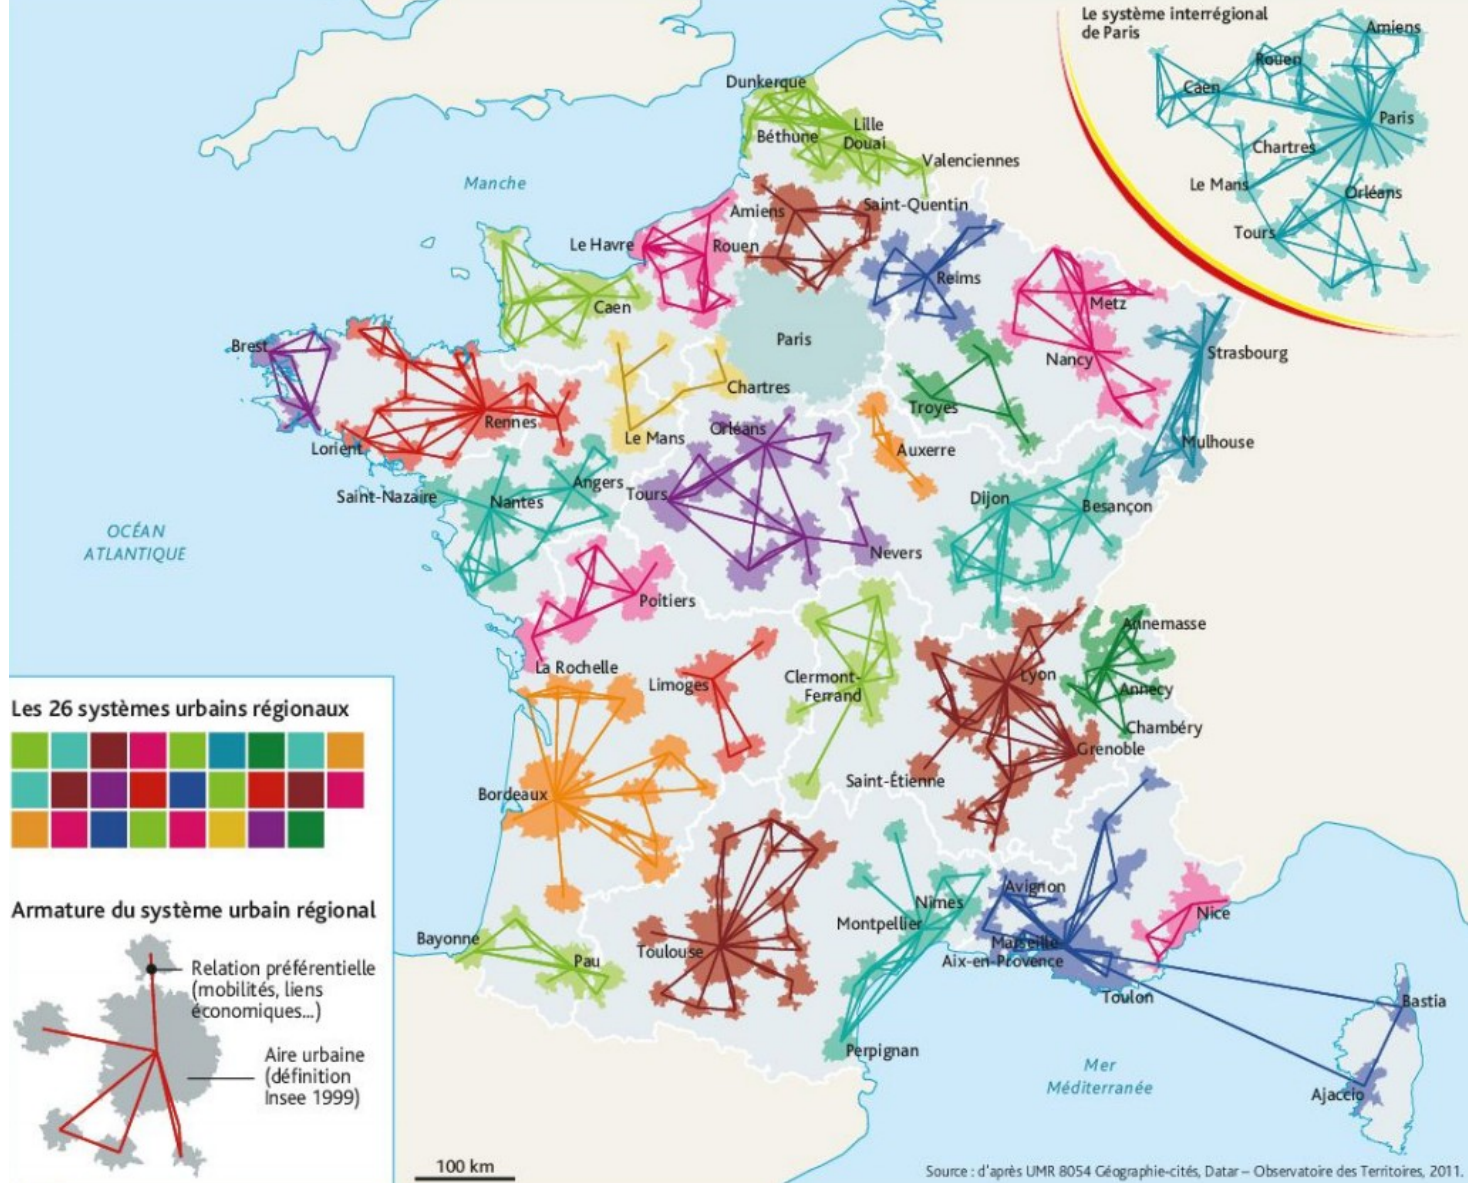 Le système interrégional
de Paris
Amiens
Rouen
Caen
Paris
Chartres
Le Mans
Orléans
Tours
Dunkerque
Lille
Béthune
Douai
Valenciennes
Manche
Amiens
Saint-Quentin
Le Havre
Rouen
Reims
Caen
Metz
Paris
Brest
Nancy
Strasbourg
Chartres
Troyes
Rennes
Orléans
Le Mans
Mulhouse
Lorient
Auxerre
Angers
Saint-Nazaire
Nantes
Tours
Dijon
Besançon
OCÉAN
ATLANTIQUE
Nevers
Poitiers
Annemasse
La Rochelle
Limoges
Clermont-
Ferrand
Lyon
Annecy
Chambéry
Grenoble
Saint-Étienne
Bordeaux
Avignon
Nîmes
Montpellier
Nice
Bayonne
Pau
Toulouse
Marseille
Aix-en-Provence
Toulon
Bastia
Perpignan
Mer
Méditerranée
Ajaccio
Les 26 systèmes urbains régionaux
Armature du système urbain régional
Relation préférentielle
(mobilités, liens
économiques...)
Aire urbaine
(définition
Insee 1999)
100 km
Source : d'après UMR 8054 Géographie-cités, Datar – Observatoire des Territoires, 2011.